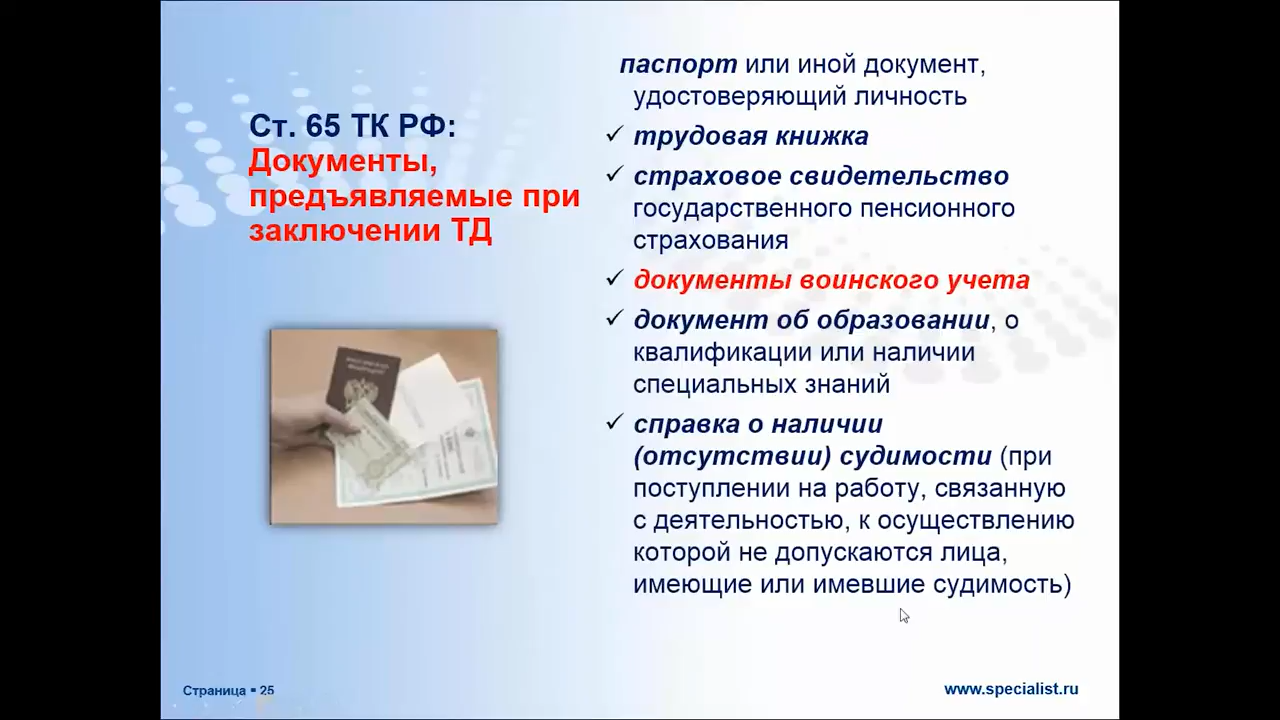 Ст. 65 ТК РФ:
Документы,
предъявляемые при
заключении ТД
паспорт или иной документ,
удостоверяющий личность
✓ трудовая книжка
✓ страховое свидетельство
государственного пенсионного
страхования
✓ документы воинского учета
✓ документ об образовании, о
квалификации или наличии
специальных знаний
✓ справка о наличии
(отсутствии) судимости (при
поступлении на работу, связанную
с деятельностью, к осуществлению
которой не допускаются лица,
имеющие или имевшие судимость)
Страница ▪ 25
www.specialist.ru